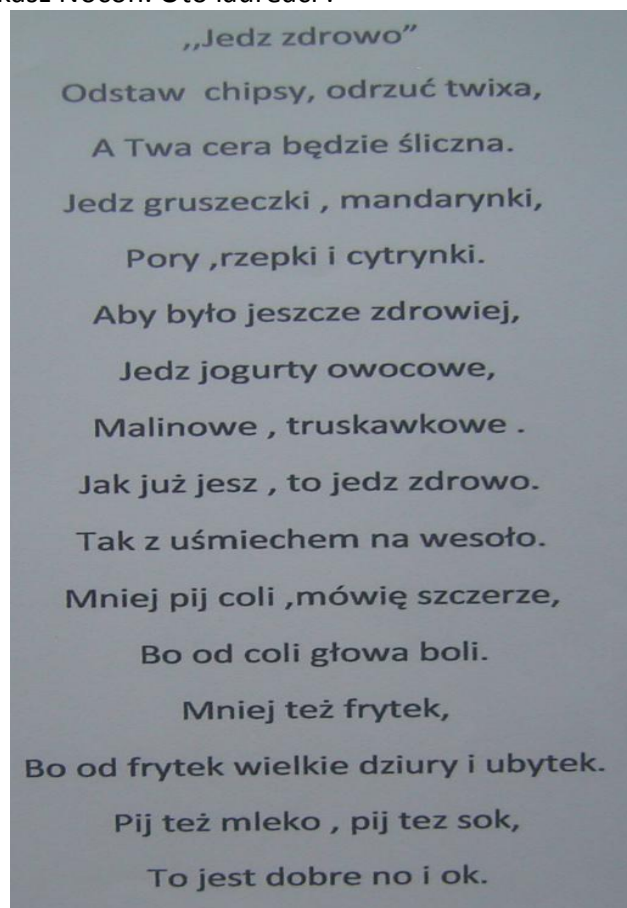 Oto laureaci :
,,Jedz zdrowo”
Odstaw chipsy, odrzuć twixa,
A Twa cera będzie śliczna.
Jedz gruszeczki , mandarynki,
Pory ,rzepki i cytrynki.
Aby było jeszcze zdrowiej,
Jedz jogurty owocowe,
Malinowe , truskawkowe .
Jak już jesz , to jedz zdrowo.
Tak z uśmiechem na wesoło.
Mniej pij coli ,mówię szczerze,
Bo od coli głowa boli.
Mniej też frytek,
Bo od frytek wielkie dziury i ubytek.
Pij też mleko , pij tez sok,
To jest dobre no i ok.